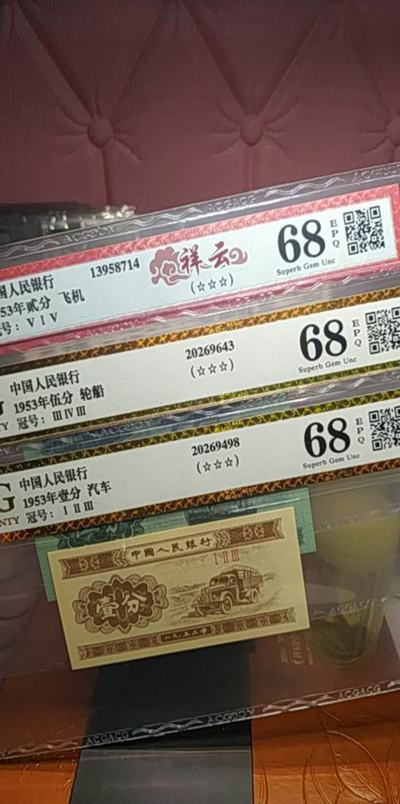 13958714
祥云
68
EPQ
Superb Gem Unc
国人民银行
53年贰分 飞机
冠号：V I V
(☆☆☆)
中国人民银行
20269643
68
EPQ
Superb Gem Unc
1953年伍分 轮船
(☆☆☆)
NTY 冠号：Ⅲ Ⅳ Ⅲ
中国人民银行
20269498
68
EPQ
Superb Gem Unc
G
1953年壹分 汽车
(☆☆☆)
NTY 冠号：Ⅰ Ⅱ Ⅲ
中國人民銀行
I II III
壹分
一九五三年
ACGACG